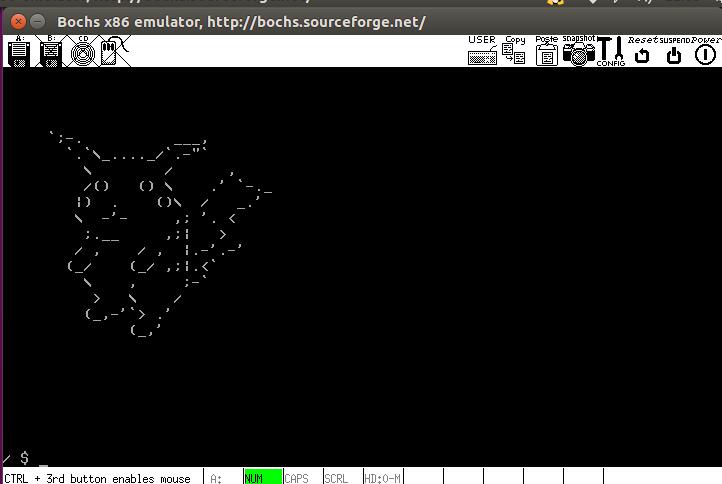 Bochs x86 emulator, http://bochs.sourceforge.net/
A: B: CD USER Copy Paste snapshot CONFIG Reset SUSPEND Power
/ $ _
CTRL + 3rd button enables mouse A: NUM CAPS SCRL HD:0-M